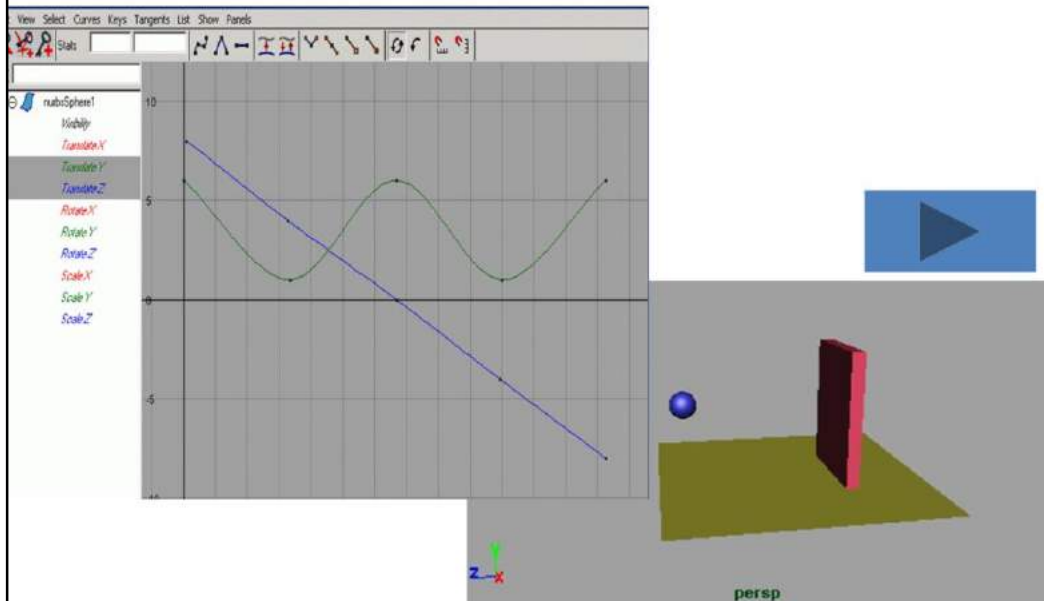 View Select Curves Keys Tangents List Show Panels
Stats
nurbsSphere1
Visibility
Translate X
Translate Y
Translate Z
Rotate X
Rotate Y
Rotate Z
Scale X
Scale Y
Scale Z
10
5
0
-5
-10
Y
Z
X
persp